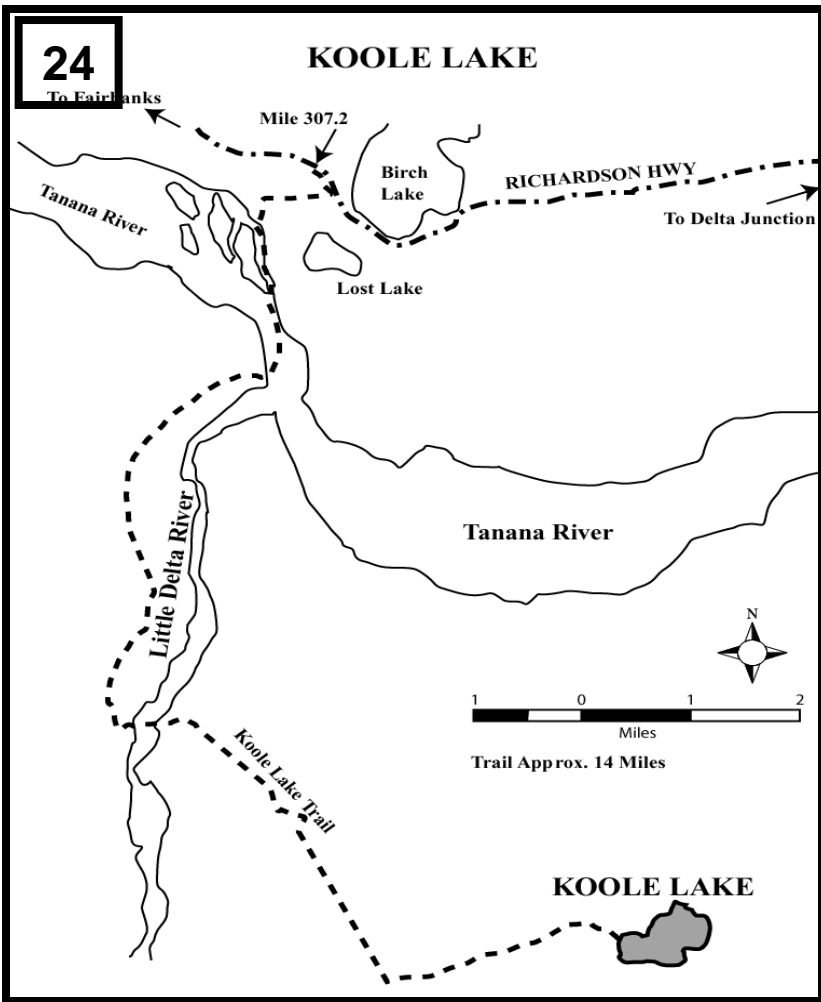 24
KOOLE LAKE
To Fairbanks
Mile 307.2
Birch
Lake
RICHARDSON HWY
To Delta Junction
Tanana River
Lost Lake
Tanana River
Little Delta River
N
1 0 1 2
Miles
Trail Approx. 14 Miles
Koole Lake Trail
KOOLE LAKE